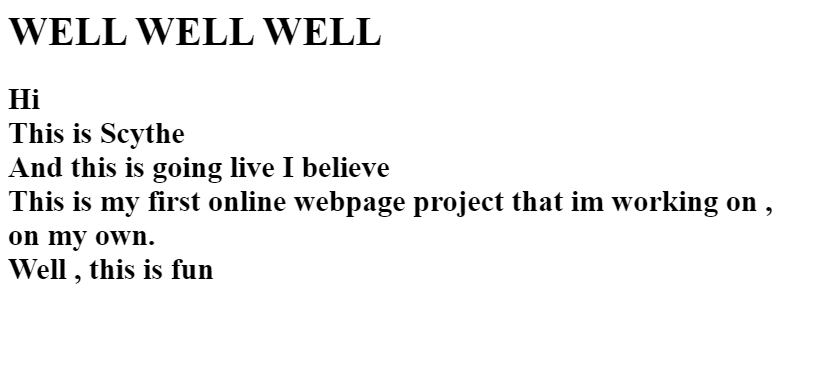 WELL WELL WELL
Hi
This is Scythe
And this is going live I believe
This is my first online webpage project that im working on ,
on my own.
Well , this is fun